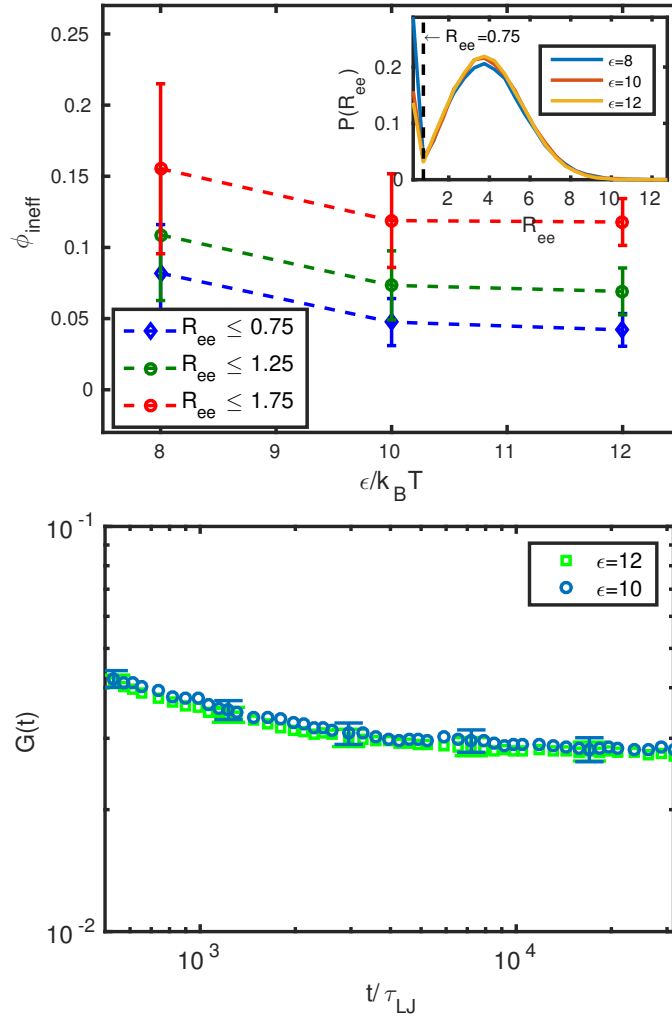 0.25
0.2
0.15
0.1
0.05
0
ϕ_ineff
8 9 10 11 12
ϵ/k_B T
R_ee ≤ 0.75
R_ee ≤ 1.25
R_ee ≤ 1.75
← R_ee=0.75
ϵ=8
ϵ=10
ϵ=12
P(R_ee)
0.2
0.1
0
2 4 6 8 10 12
R_ee
10^-1
10^-2
G(t)
ϵ=12
ϵ=10
10^3 10^4
t/τ_LJ